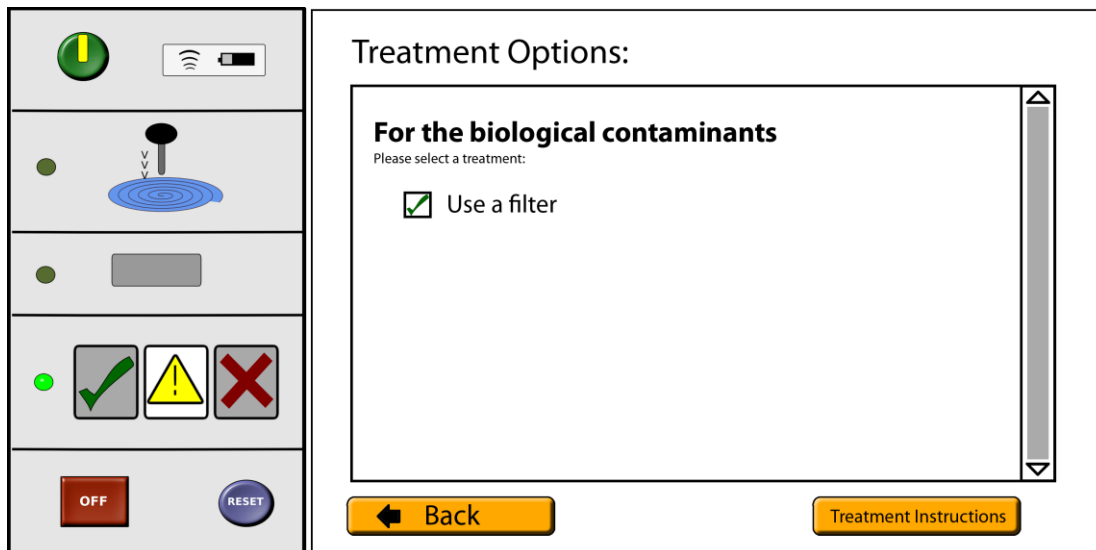 Treatment Options:
For the biological contaminants
Please select a treatment:
Use a filter
OFF
RESET
Back
Treatment Instructions